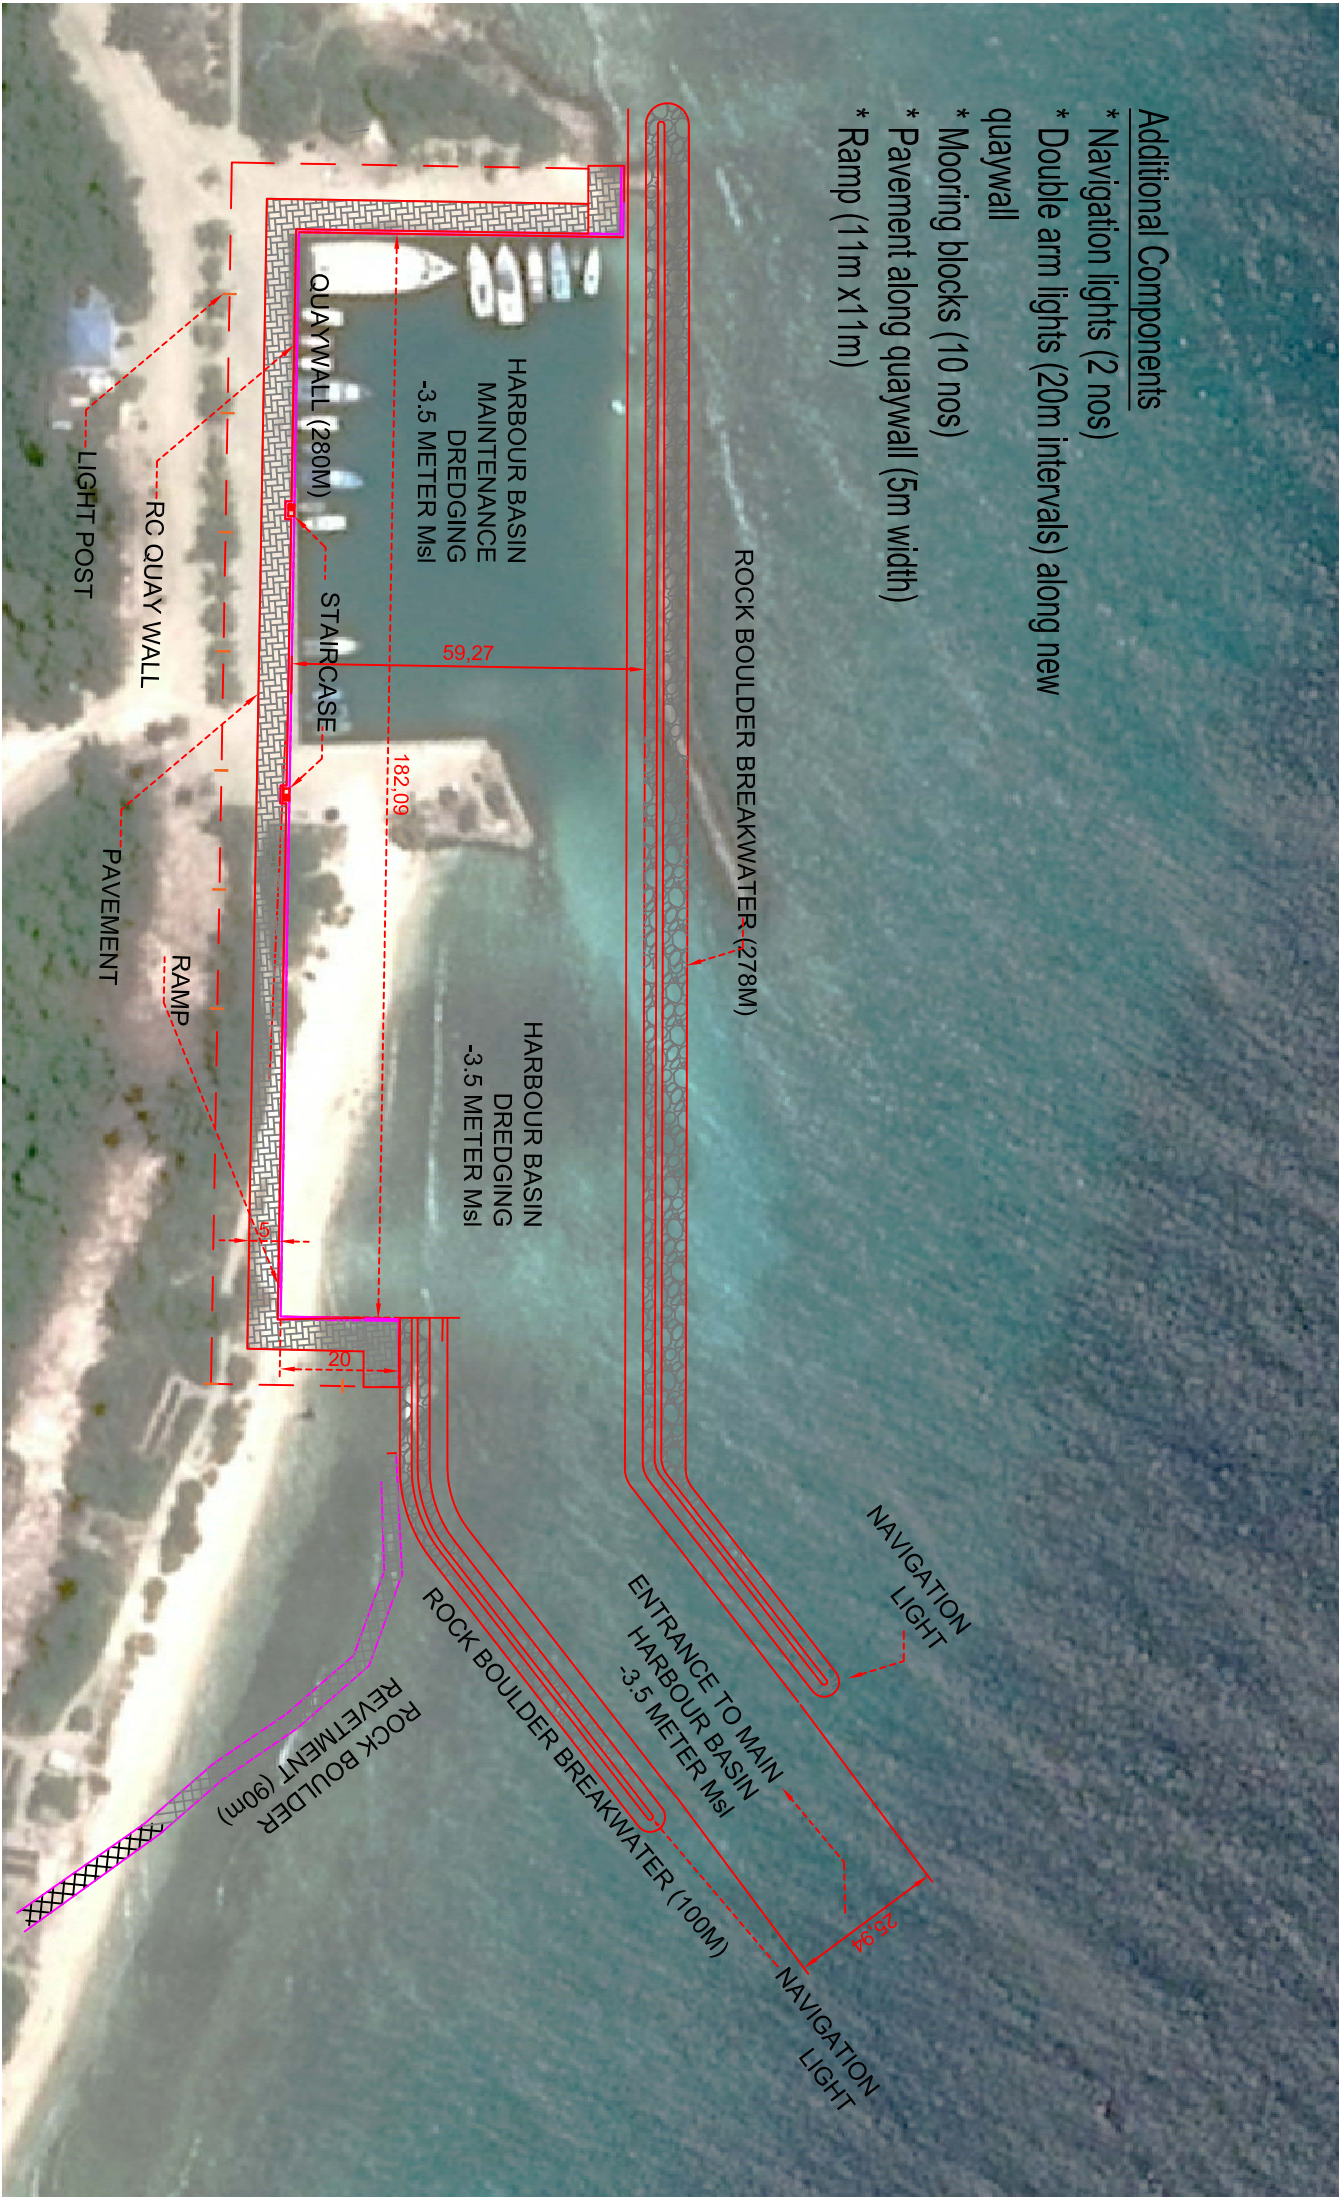 Additional Components
* Navigation lights (2 nos)
* Double arm lights (20m intervals) along new
quaywall
* Mooring blocks (10 nos)
* Pavement along quaywall (5m width)
* Ramp (11m x11m)
ROCK BOULDER BREAKWATER (278M)
NAVIGATION
LIGHT
ENTRANCE TO MAIN
HARBOUR BASIN
-3.5 METER Msl
25,94
NAVIGATION
LIGHT
HARBOUR BASIN
MAINTENANCE
DREDGING
-3.5 METER Msl
59,27
182,09
HARBOUR BASIN
DREDGING
-3.5 METER Msl
QUAYWALL (280M)
STAIRCASE
5
20
ROCK BOULDER BREAKWATER (100M)
ROCK BOULDER
REVETMENT (90m)
RC QUAY WALL
LIGHT POST
PAVEMENT
RAMP